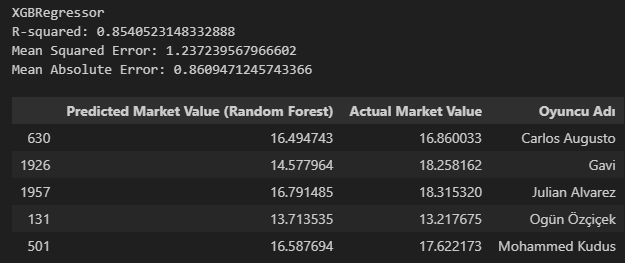 XGBRegressor
R-squared: 0.8540523148332888
Mean Squared Error: 1.237239567966602
Mean Absolute Error: 0.8609471245743366
Predicted Market Value (Random Forest) Actual Market Value Oyuncu Adı
630 16.494743 16.860033 Carlos Augusto
1926 14.577964 18.258162 Gavi
1957 16.791485 18.315320 Julian Alvarez
131 13.713535 13.217675 Ogün Özçiçek
501 16.587694 17.622173 Mohammed Kudus